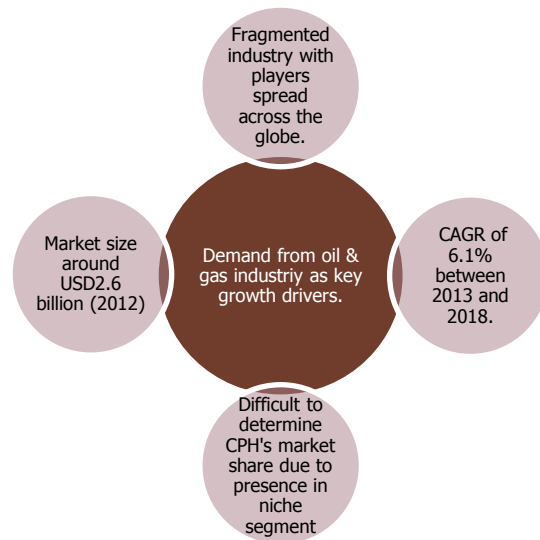 Fragmented
industry with
players
spread
across the
globe.
Market size
around
USD2.6
billion (2012)
Demand from oil &
gas industriy as key
growth drivers.
CAGR of
6.1%
between
2013 and
2018.
Difficult to
determine
CPH's market
share due to
presence in
niche
segment